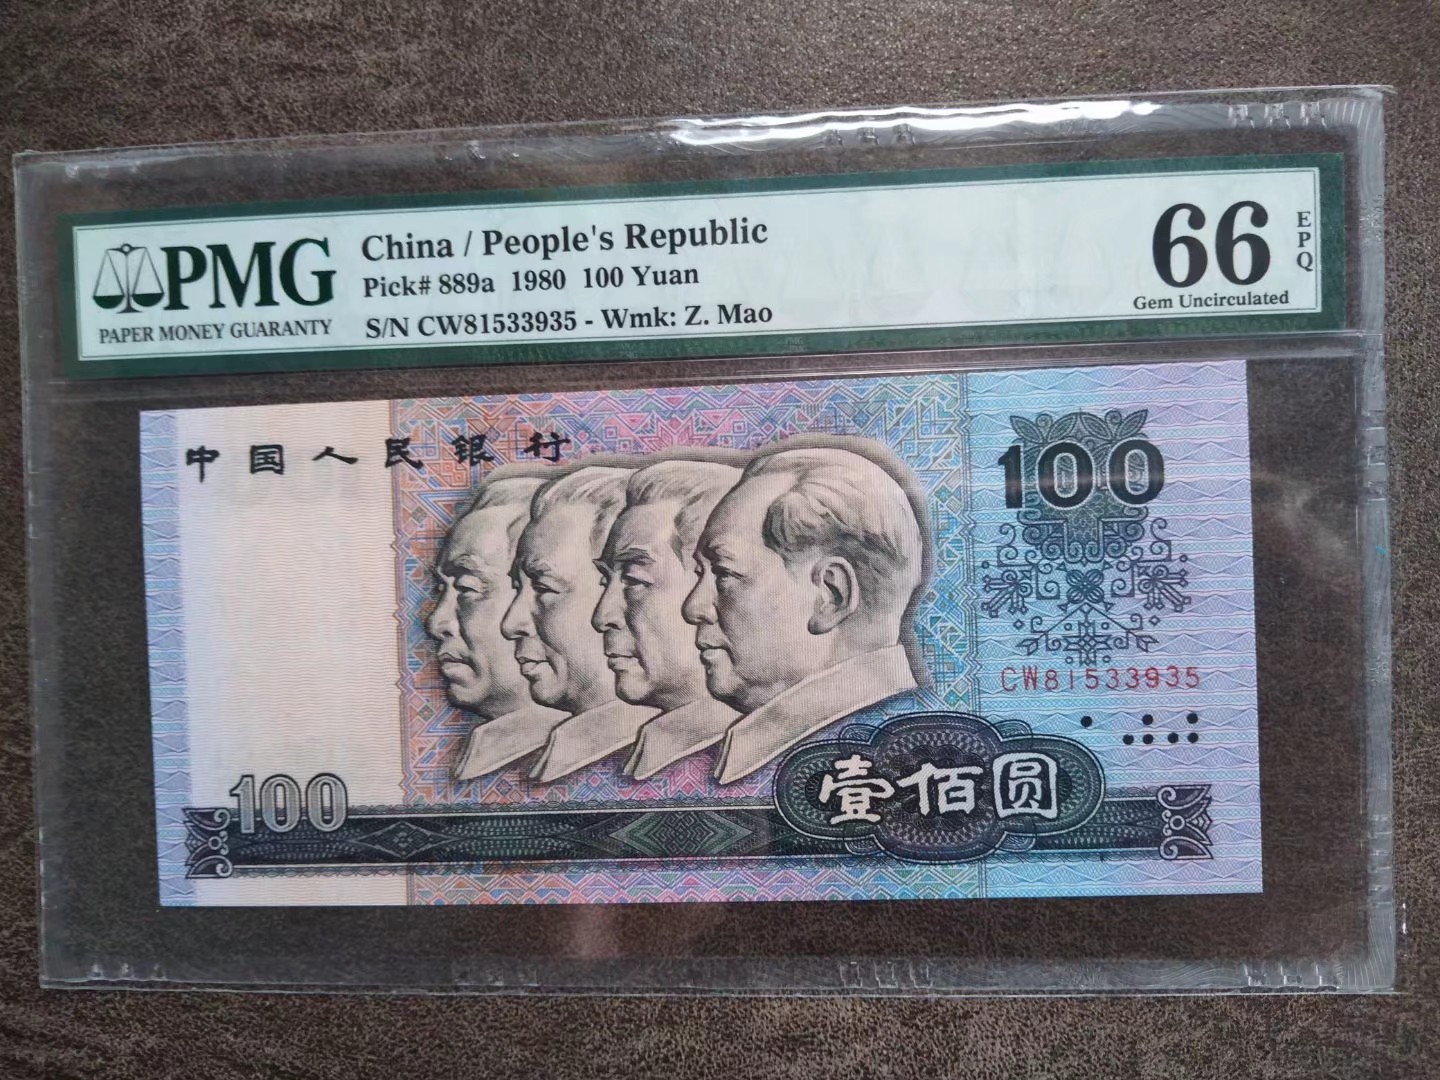 PMG
PAPER MONEY GUARANTY
China / People's Republic
Pick# 889a 1980 100 Yuan
S/N CW81533935 - Wmk: Z. Mao
66
EPQ
Gem Uncirculated
中国人民银行
100
CW81533935
100
壹佰圆